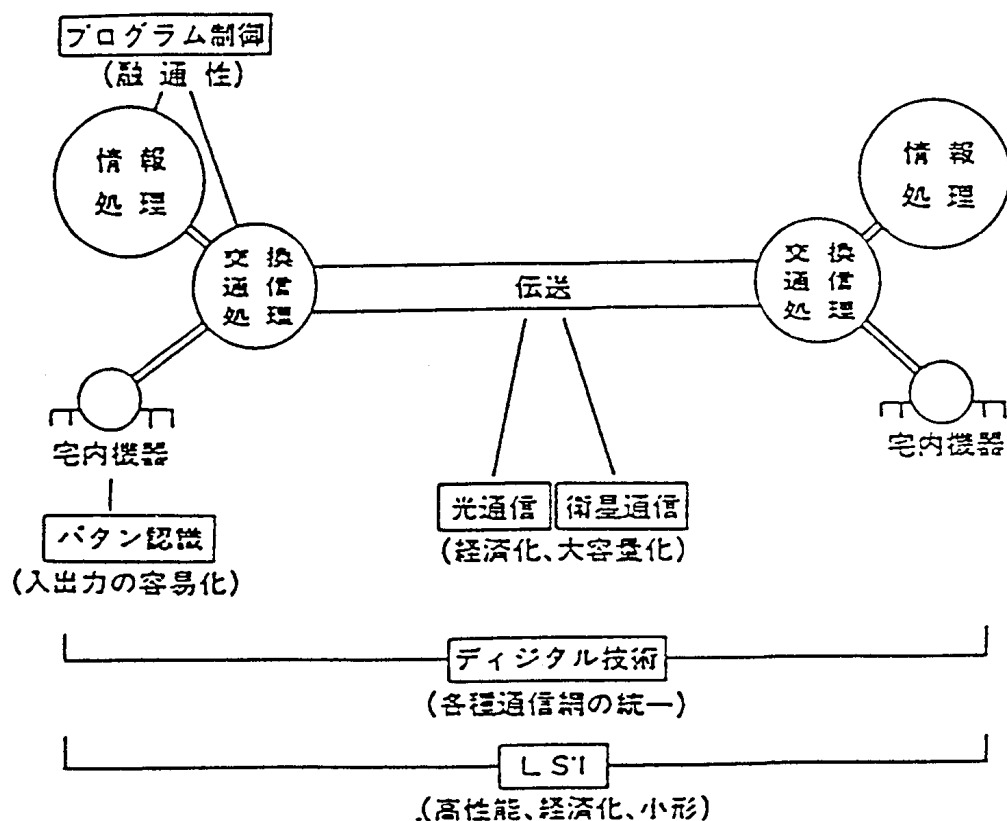 プログラム制御
(融通性)
情報
処理
情報
処理
交換
通信
処理
伝送
交換
通信
処理
宅内機器
宅内機器
パタン認識
(入出力の容易化)
光通信
衛星通信
(経済化、大容量化)
ディジタル技術
(各種通信網の統一)
LSI
(高性能、経済化、小形)